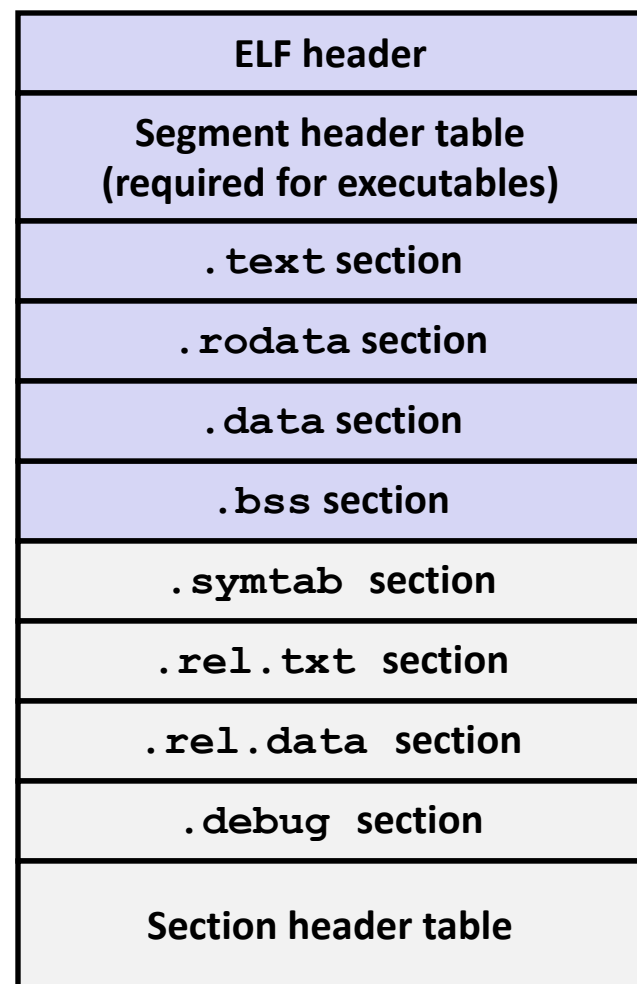 ELF header
Segment header table
(required for executables)
.text section
.rodata section
.data section
.bss section
.symtab section
.rel.txt section
.rel.data section
.debug section
Section header table